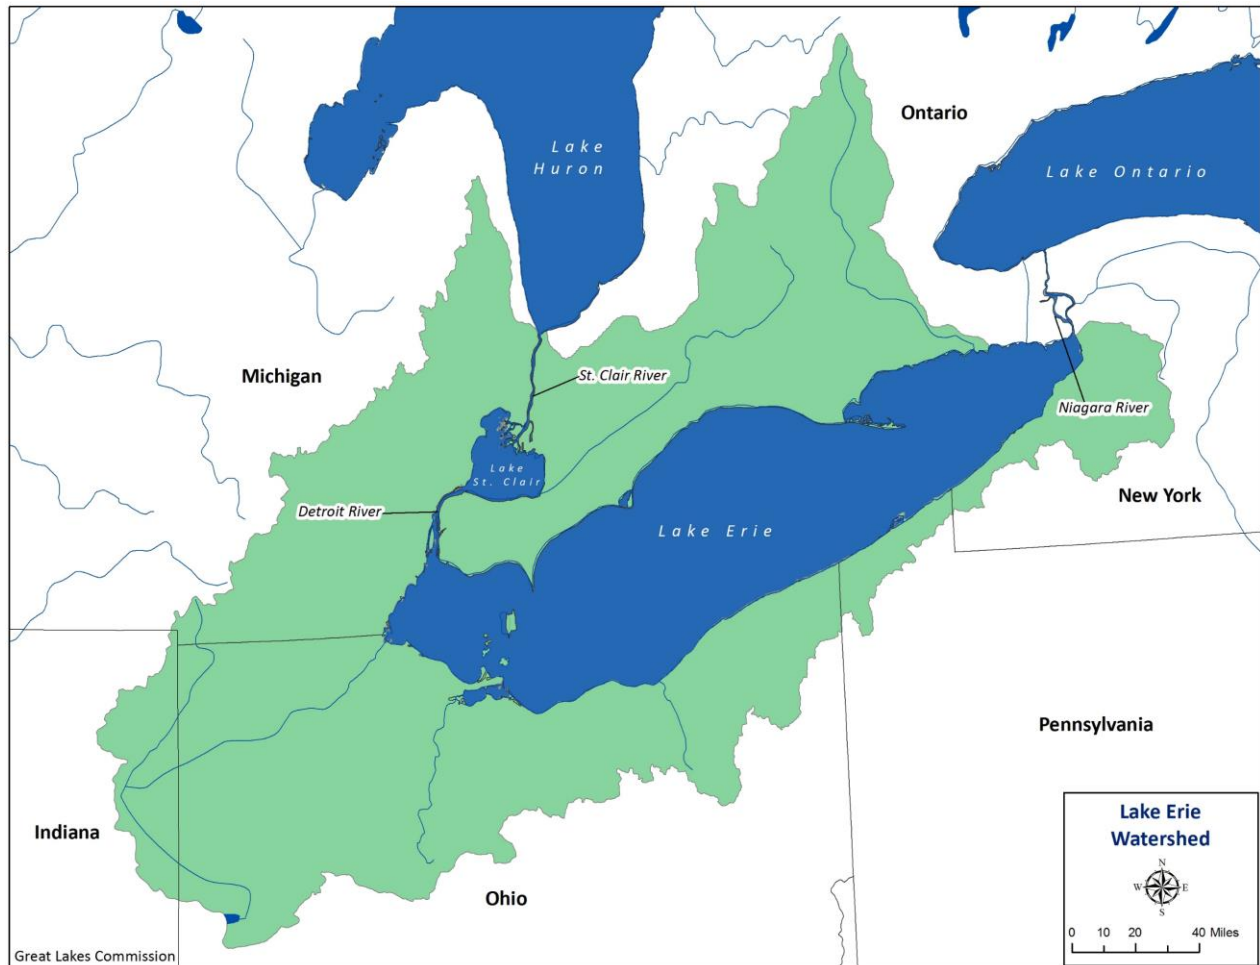 Ontario
Lake
Huron
Lake Ontario
Michigan
St. Clair River
Niagara River
Lake
St. Clair
New York
Detroit River
Lake Erie
Pennsylvania
Indiana
Ohio
Lake Erie
Watershed
N
W E
S
0 10 20 40 Miles
Great Lakes Commission